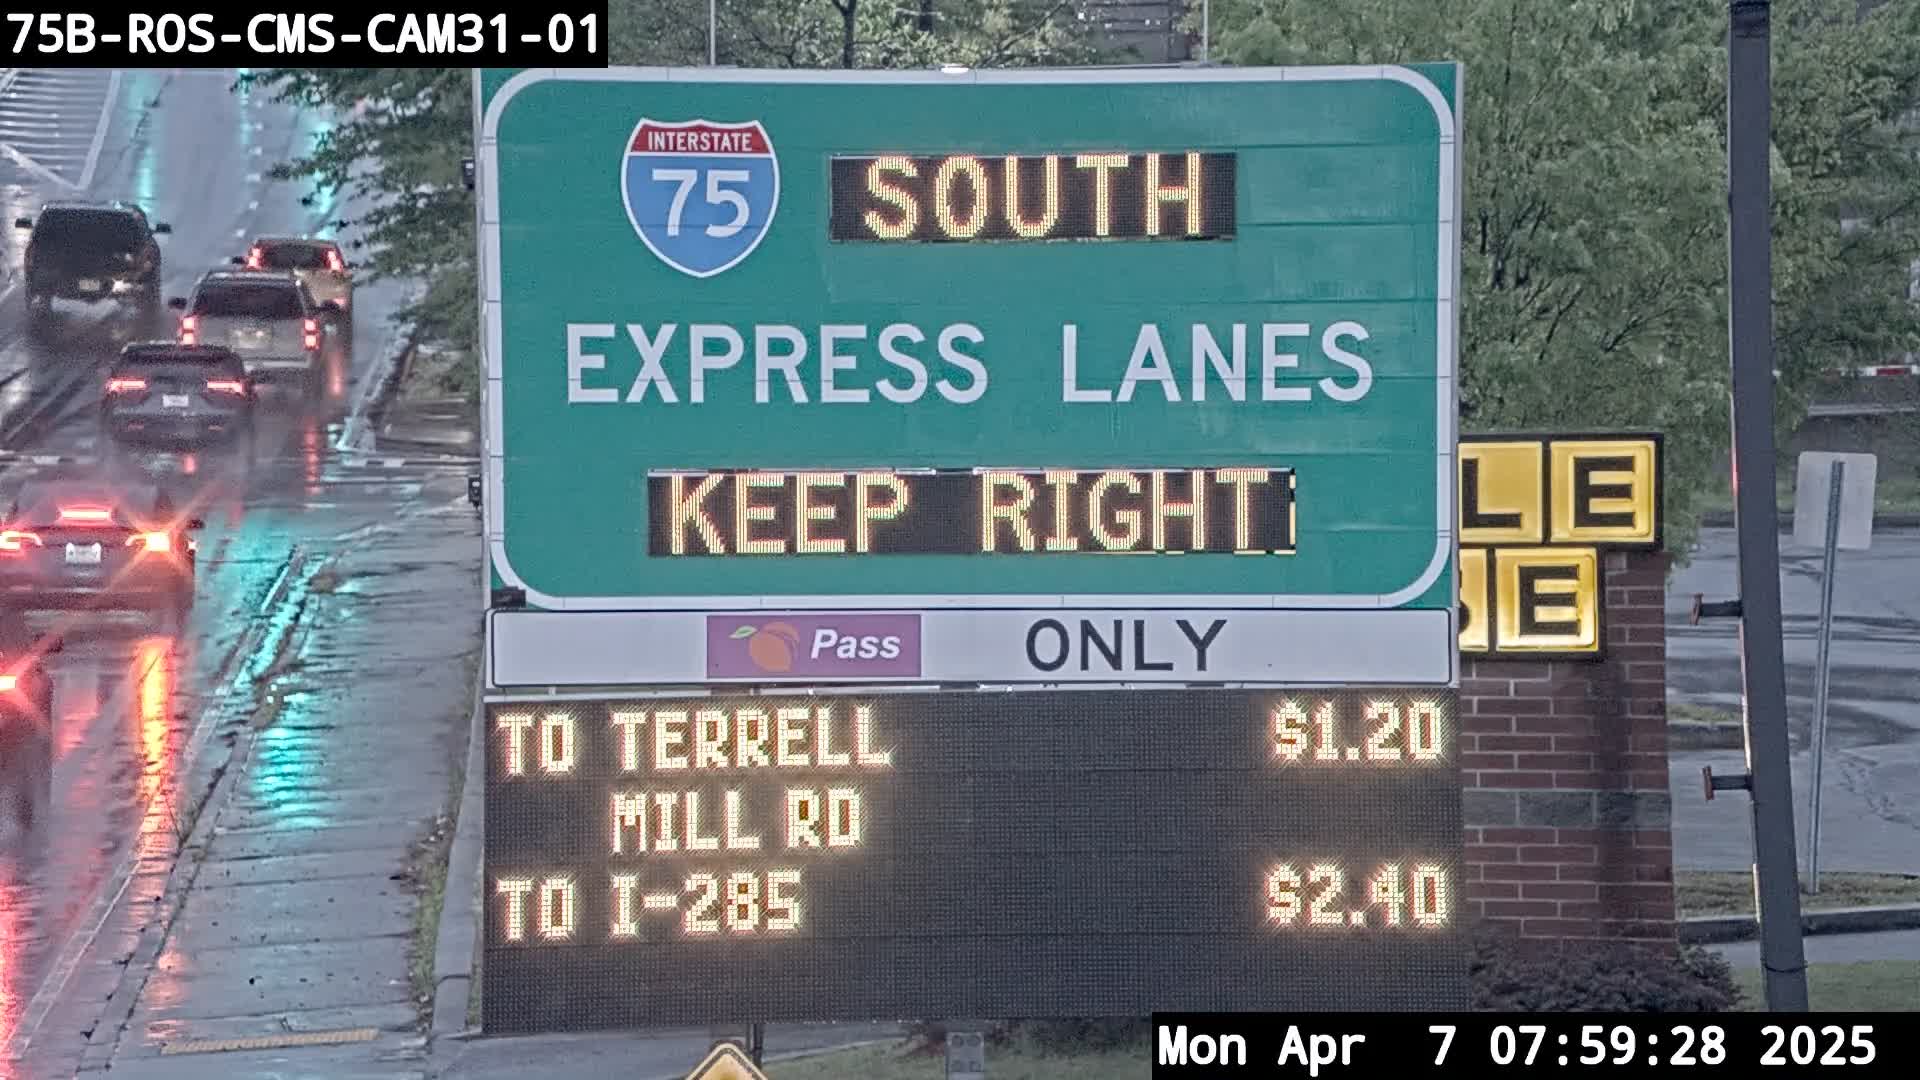 75B-ROS-CMS-CAM31-01
INTERSTATE
75
SOUTH
EXPRESS LANES
KEEP RIGHT
LE
E
Pass ONLY
TO TERRELL $1.20
MILL RD
TO I-285 $2.40
Mon Apr 7 07:59:28 2025